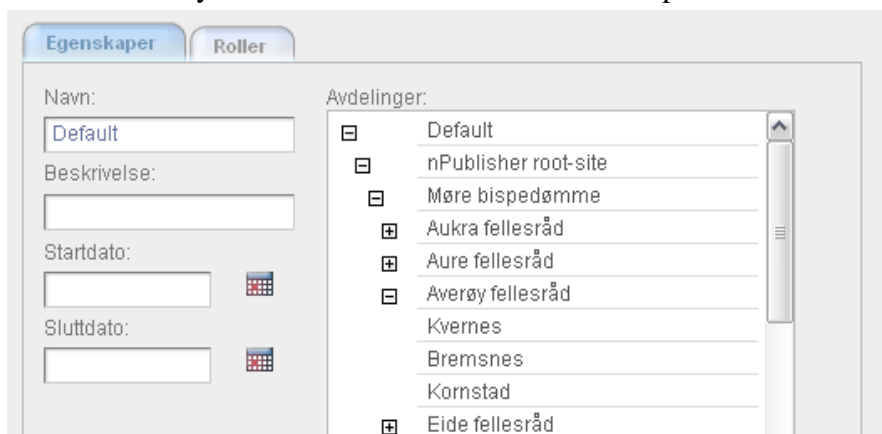 Egenskaper
Roller
Navn:
Default
Beskrivelse:
Startdato:
Sluttdato:
Avdelinger:
Default
nPublisher root-site
Møre bispedømme
Aukra fellesråd
Aure fellesråd
Averøy fellesråd
Kvernes
Bremsnes
Kornstad
Eide fellesråd